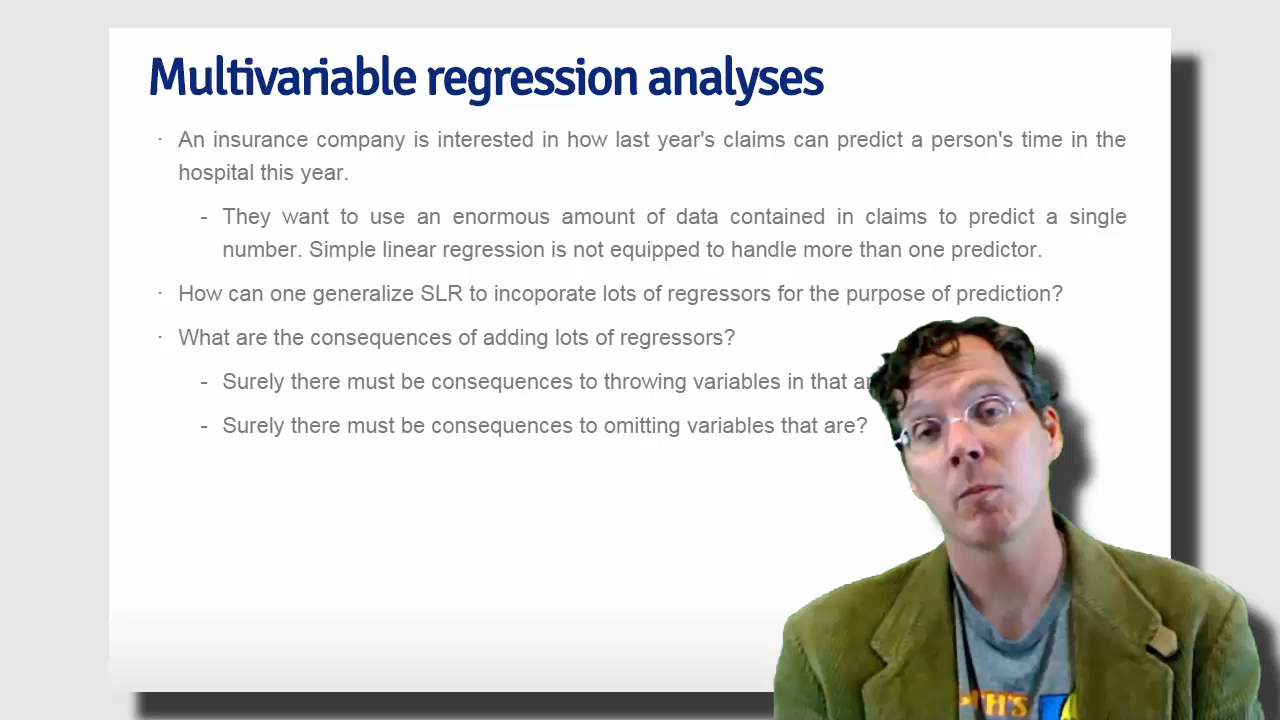 Multivariable regression analyses
· An insurance company is interested in how last year's claims can predict a person's time in the
hospital this year.
- They want to use an enormous amount of data contained in claims to predict a single
number. Simple linear regression is not equipped to handle more than one predictor.
· How can one generalize SLR to incoporate lots of regressors for the purpose of prediction?
· What are the consequences of adding lots of regressors?
- Surely there must be consequences to throwing variables in that
- Surely there must be consequences to omitting variables that are?